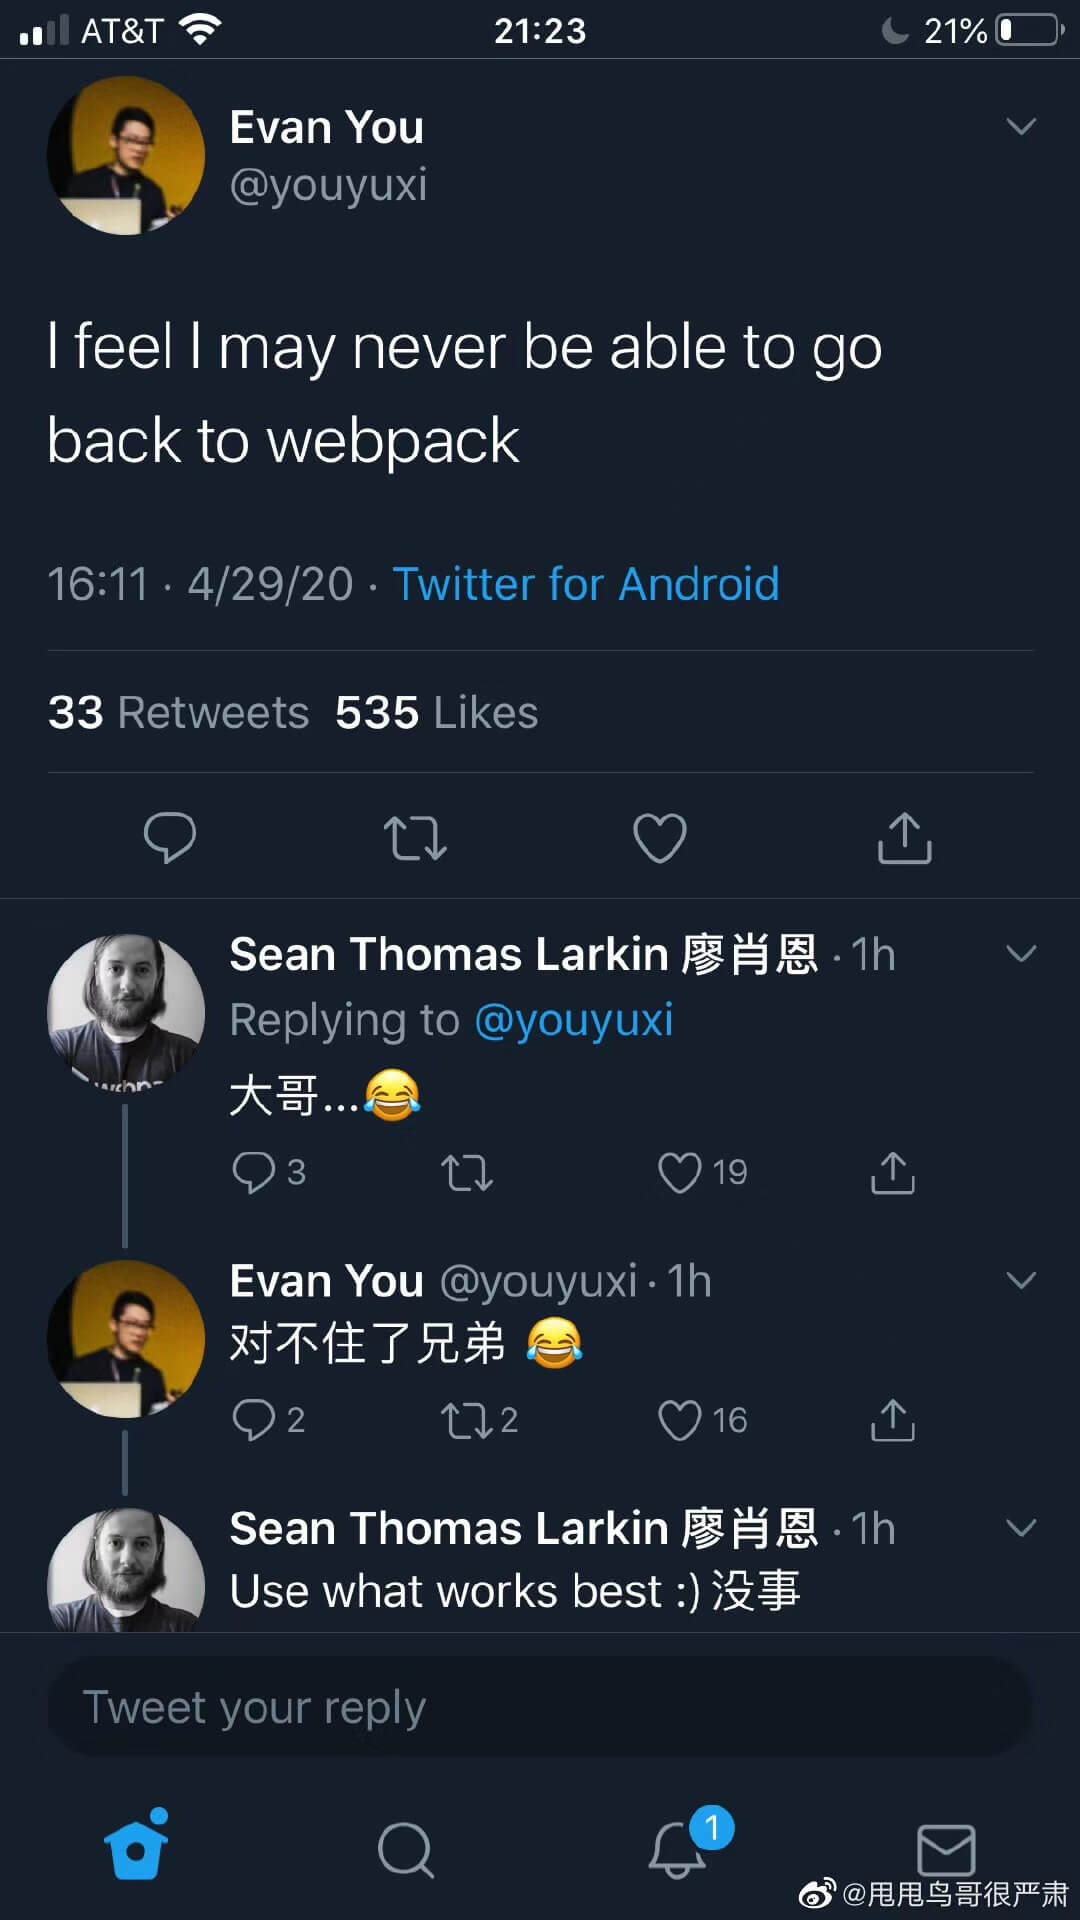 AT&T 21:23 21%
Evan You
@youyuxi
I feel I may never be able to go
back to webpack
16:11 · 4/29/20 · Twitter for Android
33 Retweets 535 Likes
Sean Thomas Larkin 廖肖恩 · 1h
Replying to @youyuxi
大哥...😂
3 19
Evan You @youyuxi · 1h
对不住了兄弟 😂
2 2 16
Sean Thomas Larkin 廖肖恩 · 1h
Use what works best :) 没事
Tweet your reply
1
@甩甩鸟哥很严肃